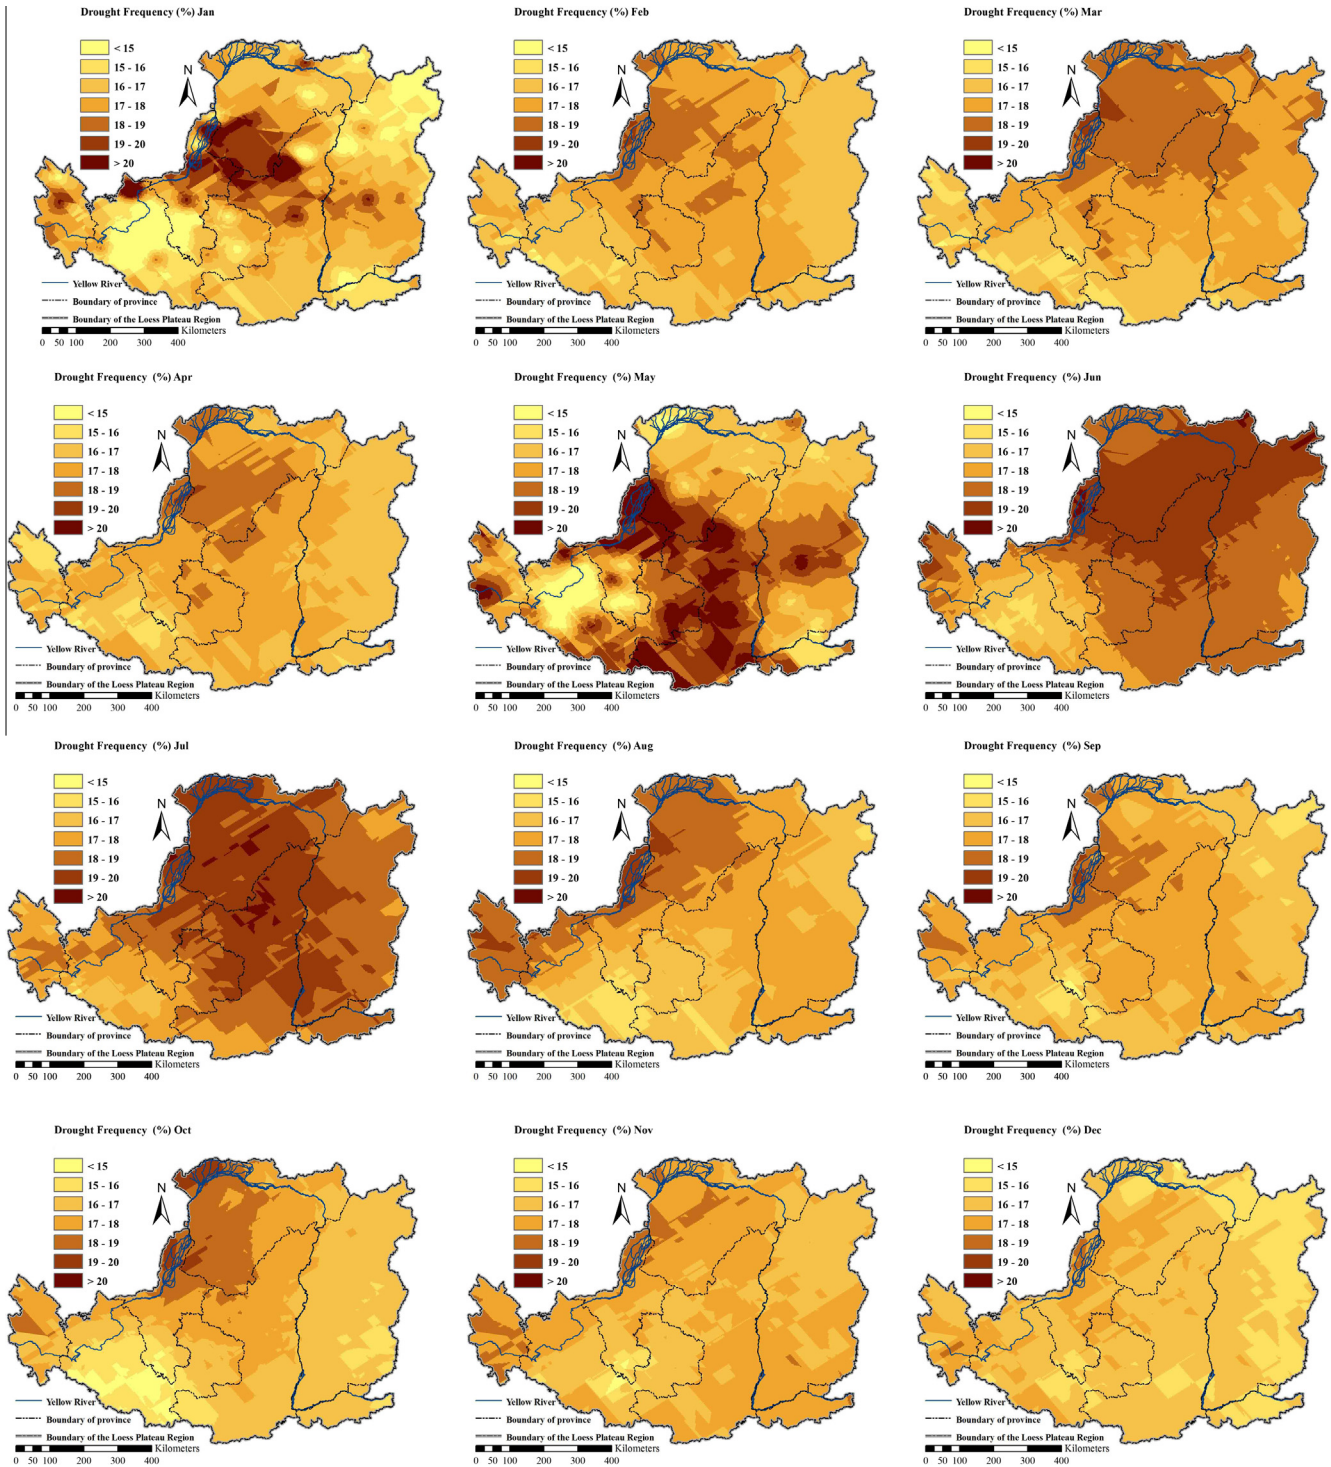 Drought Frequency (%) Jan
< 15
15 - 16
16 - 17
17 - 18
18 - 19
19 - 20
> 20
N
Yellow River
Boundary of province
Boundary of the Loess Plateau Region
Kilometers
0 50 100 200 300 400
Drought Frequency (%) Feb
< 15
15 - 16
16 - 17
17 - 18
18 - 19
19 - 20
> 20
N
Yellow River
Boundary of province
Boundary of the Loess Plateau Region
Kilometers
0 50 100 200 300 400
Drought Frequency (%) Mar
< 15
15 - 16
16 - 17
17 - 18
18 - 19
19 - 20
> 20
N
Yellow River
Boundary of province
Boundary of the Loess Plateau Region
Kilometers
0 50 100 200 300 400
Drought Frequency (%) Apr
< 15
15 - 16
16 - 17
17 - 18
18 - 19
19 - 20
> 20
N
Yellow River
Boundary of province
Boundary of the Loess Plateau Region
Kilometers
0 50 100 200 300 400
Drought Frequency (%) May
< 15
15 - 16
16 - 17
17 - 18
18 - 19
19 - 20
> 20
N
Yellow River
Boundary of province
Boundary of the Loess Plateau Region
Kilometers
0 50 100 200 300 400
Drought Frequency (%) Jun
< 15
15 - 16
16 - 17
17 - 18
18 - 19
19 - 20
> 20
N
Yellow River
Boundary of province
Boundary of the Loess Plateau Region
Kilometers
0 50 100 200 300 400
Drought Frequency (%) Jul
< 15
15 - 16
16 - 17
17 - 18
18 - 19
19 - 20
> 20
N
Yellow River
Boundary of province
Boundary of the Loess Plateau Region
Kilometers
0 50 100 200 300 400
Drought Frequency (%) Aug
< 15
15 - 16
16 - 17
17 - 18
18 - 19
19 - 20
> 20
N
Yellow River
Boundary of province
Boundary of the Loess Plateau Region
Kilometers
0 50 100 200 300 400
Drought Frequency (%) Sep
< 15
15 - 16
16 - 17
17 - 18
18 - 19
19 - 20
> 20
N
Yellow River
Boundary of province
Boundary of the Loess Plateau Region
Kilometers
0 50 100 200 300 400
Drought Frequency (%) Oct
< 15
15 - 16
16 - 17
17 - 18
18 - 19
19 - 20
> 20
N
Yellow River
Boundary of province
Boundary of the Loess Plateau Region
Kilometers
0 50 100 200 300 400
Drought Frequency (%) Nov
< 15
15 - 16
16 - 17
17 - 18
18 - 19
19 - 20
> 20
N
Yellow River
Boundary of province
Boundary of the Loess Plateau Region
Kilometers
0 50 100 200 300 400
Drought Frequency (%) Dec
< 15
15 - 16
16 - 17
17 - 18
18 - 19
19 - 20
> 20
N
Yellow River
Boundary of province
Boundary of the Loess Plateau Region
Kilometers
0 50 100 200 300 400